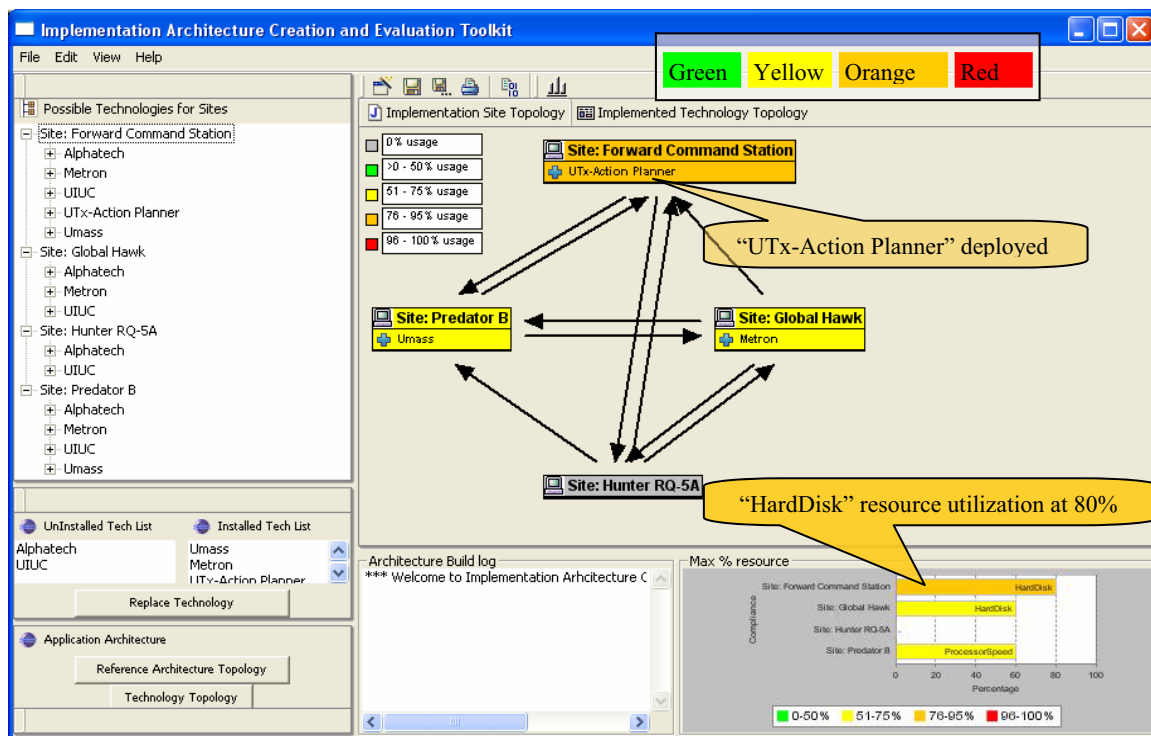 Implementation Architecture Creation and Evaluation Toolkit
File Edit View Help
Green Yellow Orange Red
Possible Technologies for Sites
Site: Forward Command Station
Alphatech
Metron
UIUC
UTx-Action Planner
Umass
Site: Global Hawk
Alphatech
Metron
UIUC
Site: Hunter RQ-5A
Alphatech
UIUC
Site: Predator B
Alphatech
Metron
UIUC
Umass
UnInstalled Tech List
Installed Tech List
Alphatech
UIUC
Umass
Metron
UTx-Action Planner
Replace Technology
Application Architecture
Reference Architecture Topology
Technology Topology
Implementation Site Topology
Implemented Technology Topology
0% usage
>0 - 50% usage
51 - 75% usage
76 - 95% usage
96 - 100% usage
Site: Forward Command Station
UTx-Action Planner
“UTx-Action Planner” deployed
Site: Predator B
Umass
Site: Global Hawk
Metron
Site: Hunter RQ-5A
“HardDisk” resource utilization at 80%
Architecture Build log
*** Welcome to Implementation Arhcitecture C
Max % resource
Compliance
Site: Forward Command Station
HardDisk
Site: Global Hawk
HardDisk
Site: Hunter RQ-5A
-
Site: Predator B
ProcessorSpeed
0 20 40 60 80 100
Percentage
0-50% 51-75% 76-95% 96-100%